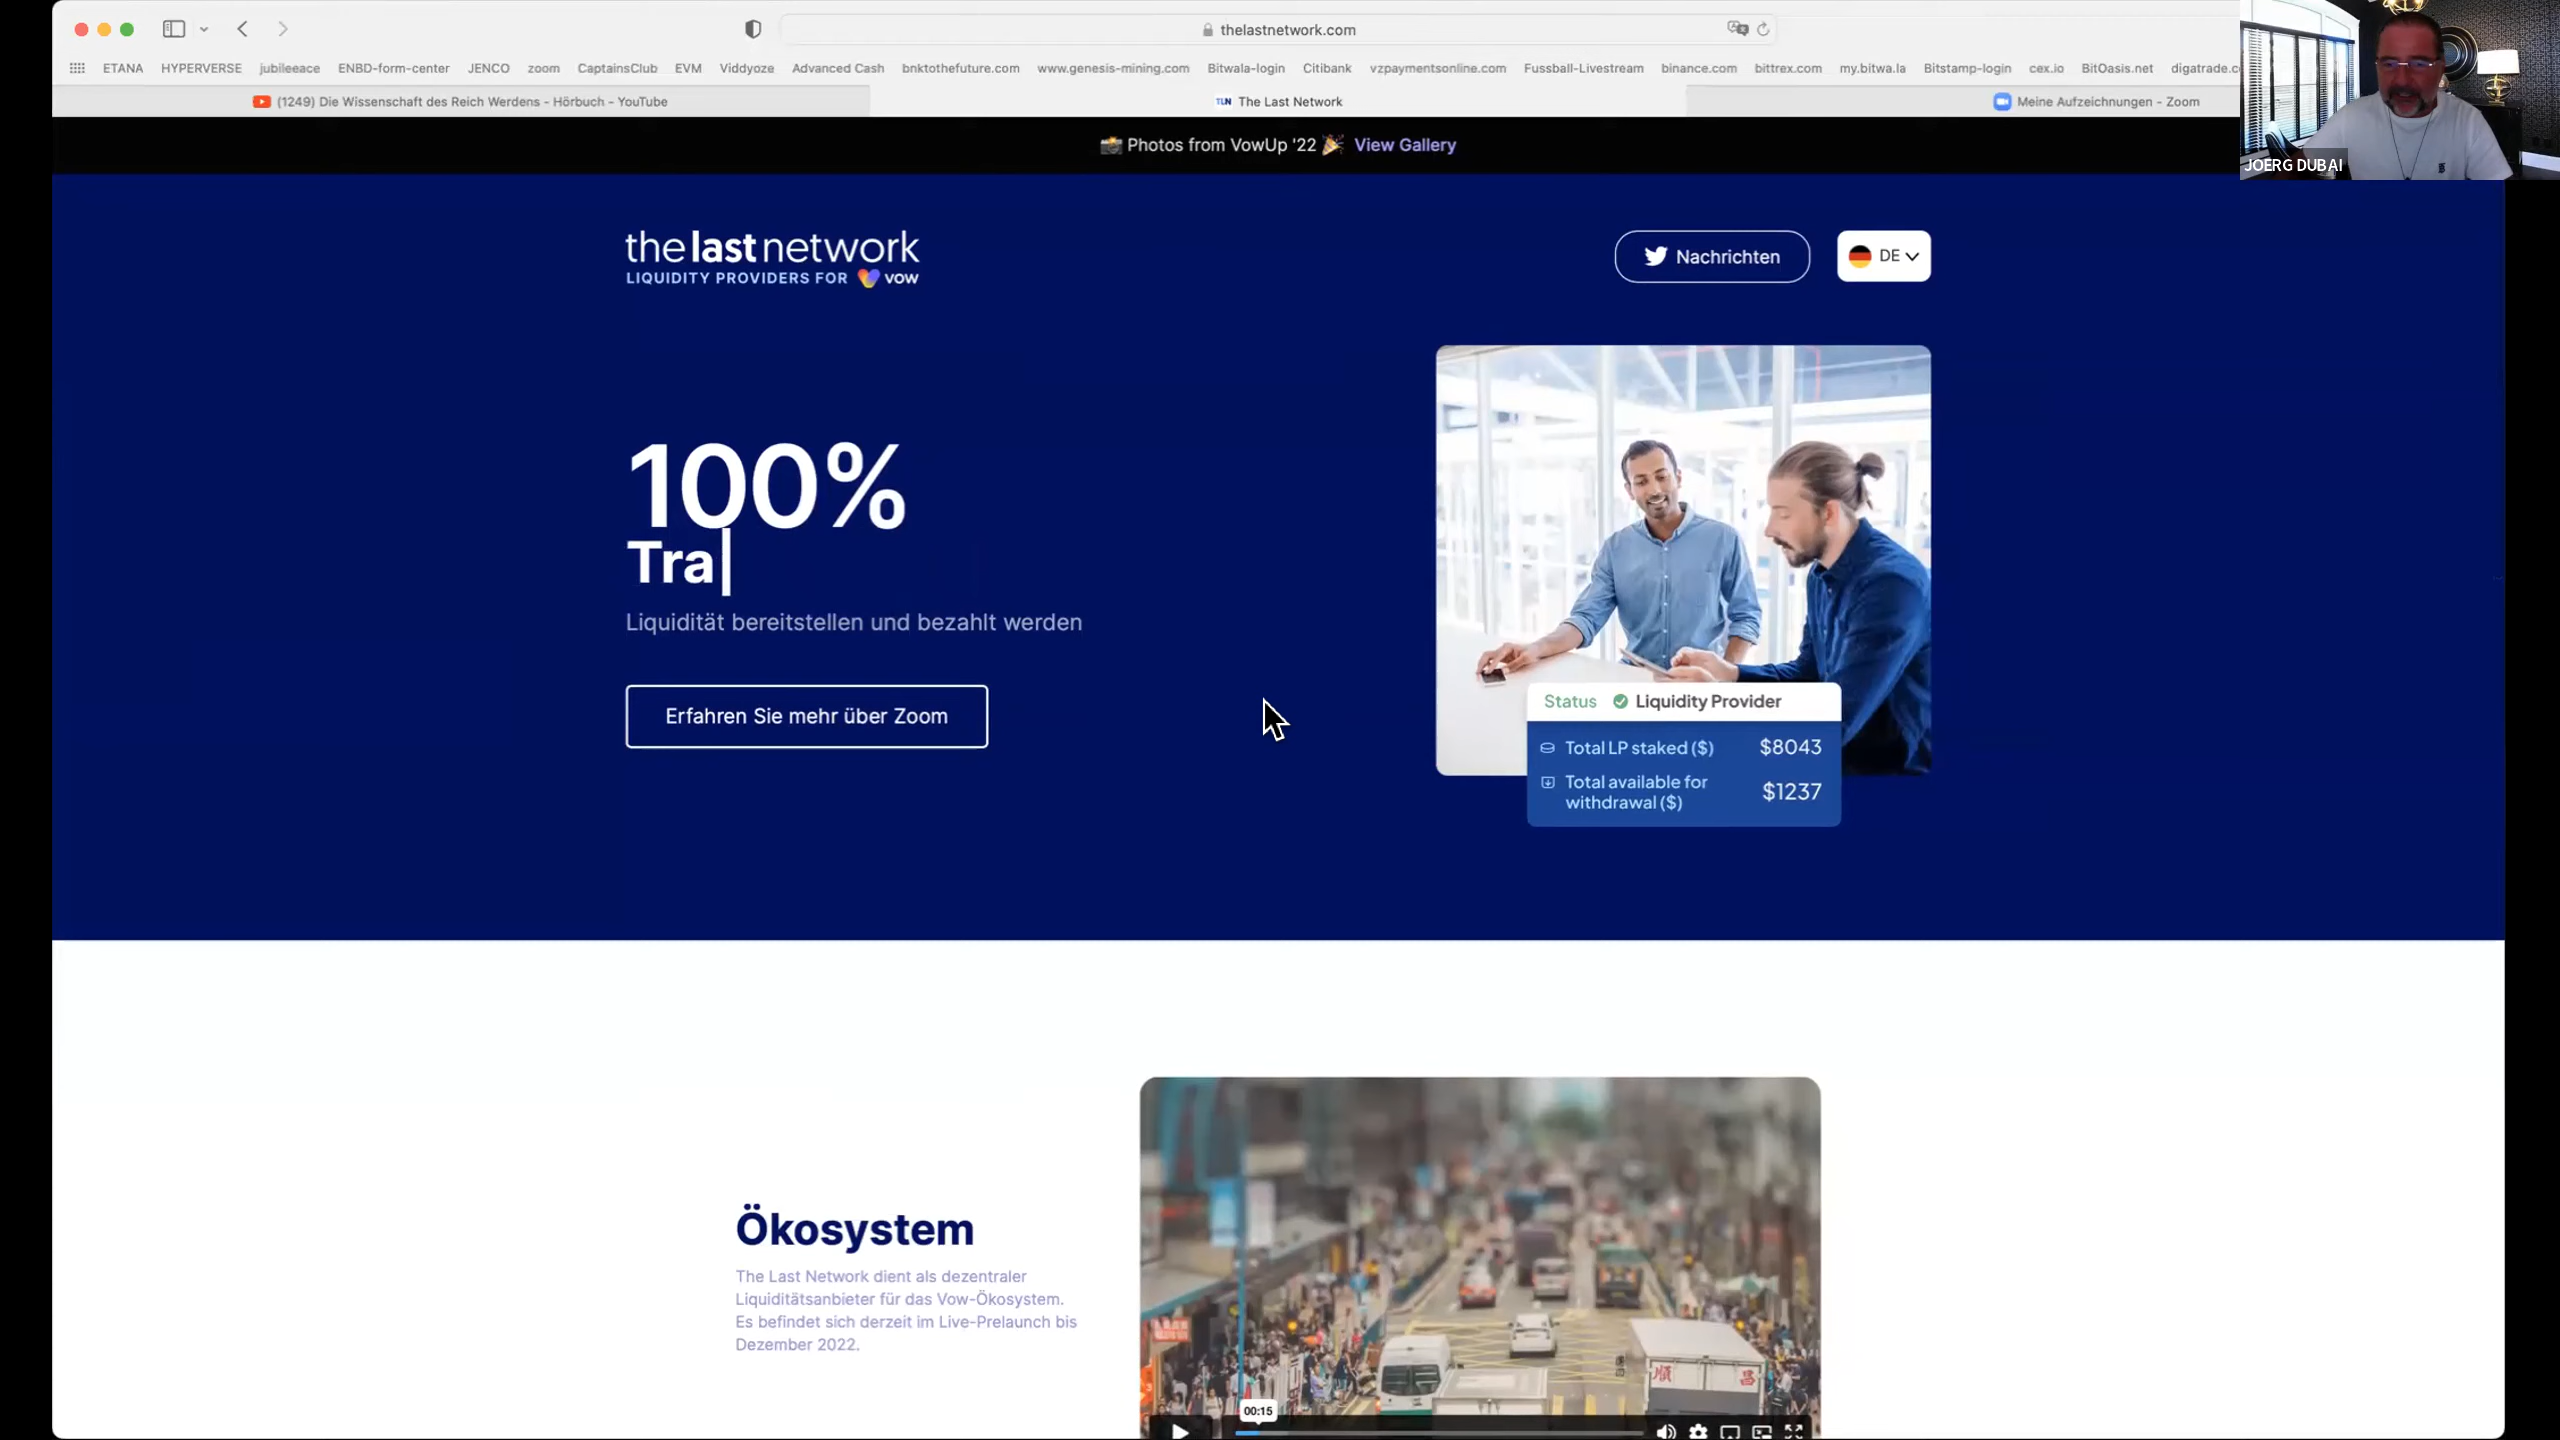 thelastnetwork.com
ETANA HYPERVERSE jubileeace ENBD-form-center JENCO zoom CaptainsClub EVM Viddyoze Advanced Cash bnktothefuture.com www.genesis-mining.com Bitwala-login Citibank vzpaymentsonline.com Fussball-Livestream binance.com bittrex.com my.bitwa.la Bitstamp-login cex.io BitOasis.net digatrade.c
(1249) Die Wissenschaft des Reich Werdens - Hörbuch - YouTube
TLN The Last Network
Meine Aufzeichnungen - Zoom
JOERG DUBAI
Photos from VowUp '22 View Gallery
the last network
LIQUIDITY PROVIDERS FOR VOW
Nachrichten
DE
100%
Tra
Liquidität bereitstellen und bezahlt werden
Erfahren Sie mehr über Zoom
Status Liquidity Provider
Total LP staked ($) $8043
Total available for
withdrawal ($) $1237
Ökosystem
The Last Network dient als dezentraler
Liquiditätsanbieter für das Vow-Ökosystem.
Es befindet sich derzeit im Live-Prelaunch bis
Dezember 2022.
順 昌
00:15